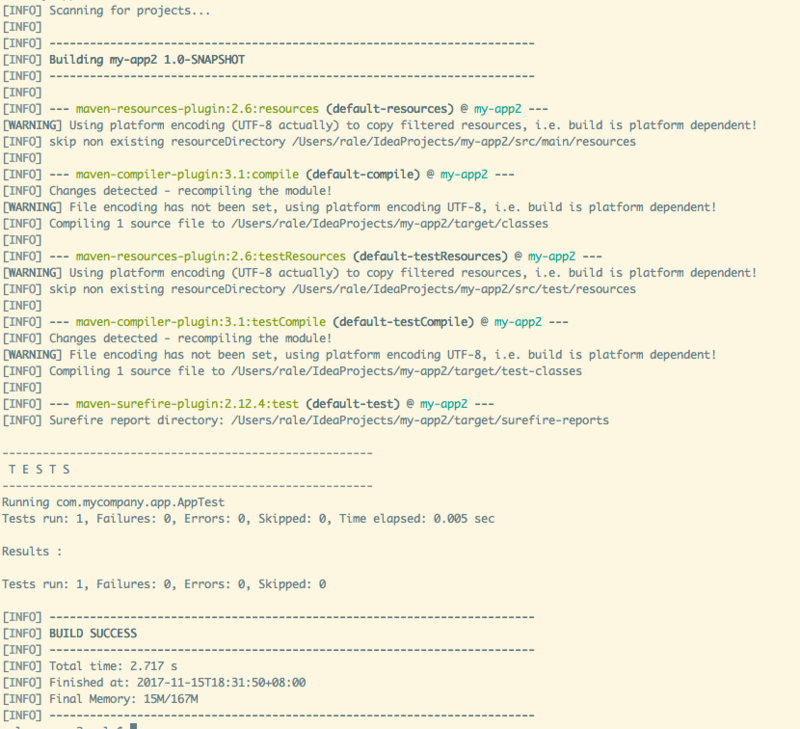 [INFO] Scanning for projects...
[INFO]
[INFO] ------------------------------------------------------------------------
[INFO] Building my-app2 1.0-SNAPSHOT
[INFO] ------------------------------------------------------------------------
[INFO]
[INFO] --- maven-resources-plugin:2.6:resources (default-resources) @ my-app2 ---
[WARNING] Using platform encoding (UTF-8 actually) to copy filtered resources, i.e. build is platform dependent!
[INFO] skip non existing resourceDirectory /Users/rale/IdeaProjects/my-app2/src/main/resources
[INFO]
[INFO] --- maven-compiler-plugin:3.1:compile (default-compile) @ my-app2 ---
[INFO] Changes detected - recompiling the module!
[WARNING] File encoding has not been set, using platform encoding UTF-8, i.e. build is platform dependent!
[INFO] Compiling 1 source file to /Users/rale/IdeaProjects/my-app2/target/classes
[INFO]
[INFO] --- maven-resources-plugin:2.6:testResources (default-testResources) @ my-app2 ---
[WARNING] Using platform encoding (UTF-8 actually) to copy filtered resources, i.e. build is platform dependent!
[INFO] skip non existing resourceDirectory /Users/rale/IdeaProjects/my-app2/src/test/resources
[INFO]
[INFO] --- maven-compiler-plugin:3.1:testCompile (default-testCompile) @ my-app2 ---
[INFO] Changes detected - recompiling the module!
[WARNING] File encoding has not been set, using platform encoding UTF-8, i.e. build is platform dependent!
[INFO] Compiling 1 source file to /Users/rale/IdeaProjects/my-app2/target/test-classes
[INFO]
[INFO] --- maven-surefire-plugin:2.12.4:test (default-test) @ my-app2 ---
[INFO] Surefire report directory: /Users/rale/IdeaProjects/my-app2/target/surefire-reports
-------------------------------------------------------
T E S T S
-------------------------------------------------------
Running com.mycompany.app.AppTest
Tests run: 1, Failures: 0, Errors: 0, Skipped: 0, Time elapsed: 0.005 sec
Results :
Tests run: 1, Failures: 0, Errors: 0, Skipped: 0
[INFO] ------------------------------------------------------------------------
[INFO] BUILD SUCCESS
[INFO] ------------------------------------------------------------------------
[INFO] Total time: 2.717 s
[INFO] Finished at: 2017-11-15T18:31:50+08:00
[INFO] Final Memory: 15M/167M
[INFO] ------------------------------------------------------------------------